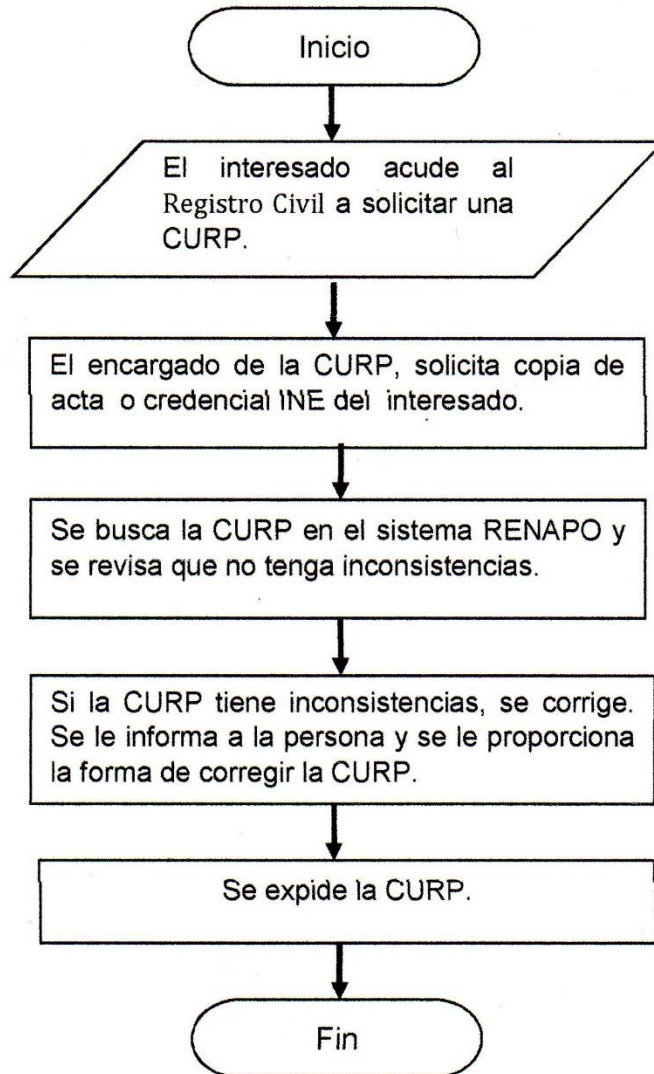 Inicio
El interesado acude al
Registro Civil a solicitar una
CURP.
El encargado de la CURP, solicita copia de
acta o credencial INE del interesado.
Se busca la CURP en el sistema RENAPO y
se revisa que no tenga inconsistencias.
Si la CURP tiene inconsistencias, se corrige.
Se le informa a la persona y se le proporciona
la forma de corregir la CURP.
Se expide la CURP.
Fin